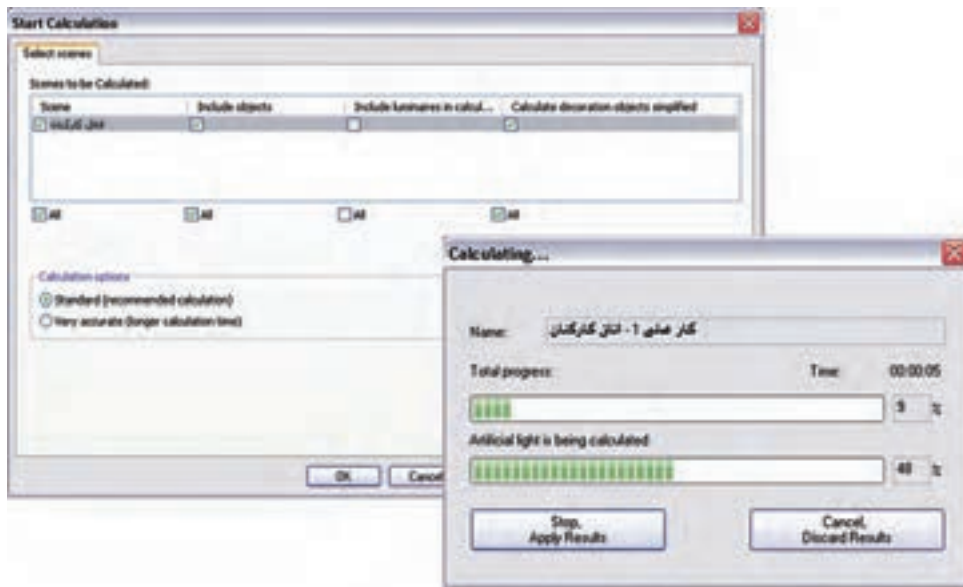 Start Calculation
Select scenes
Scenes to be Calculated:
Scene Include objects Include luminaires in calcul... Calculate decoration objects simplified
All All All All
Calculation options
Standard (recommended calculation)
Very accurate (longer calculation time)
OK Cancel
Calculating...
Name: کار عملی 1 - اتاق کارکنان
Total progress: Time: 00:00:05
9 %
Artificial light is being calculated
48 %
Stop,
Apply Results
Cancel,
Discard Results